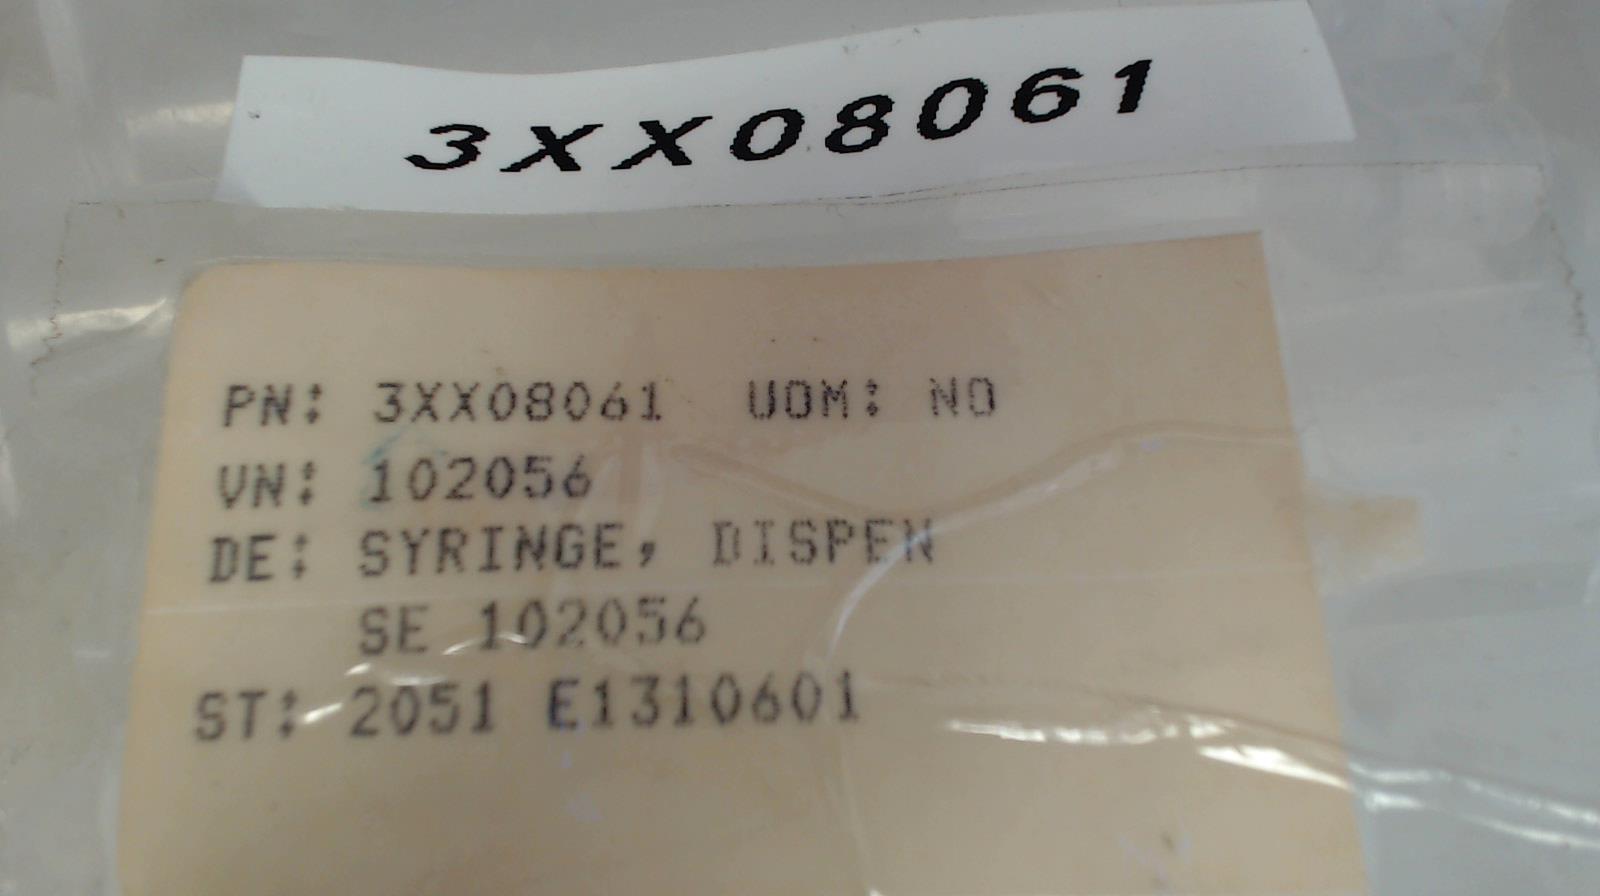 3XX08061
PN: 3XX08061 UOM: NO
VN: 102056
DE: SYRINGE, DISPEN
SE 102056
ST: 2051 E1310601